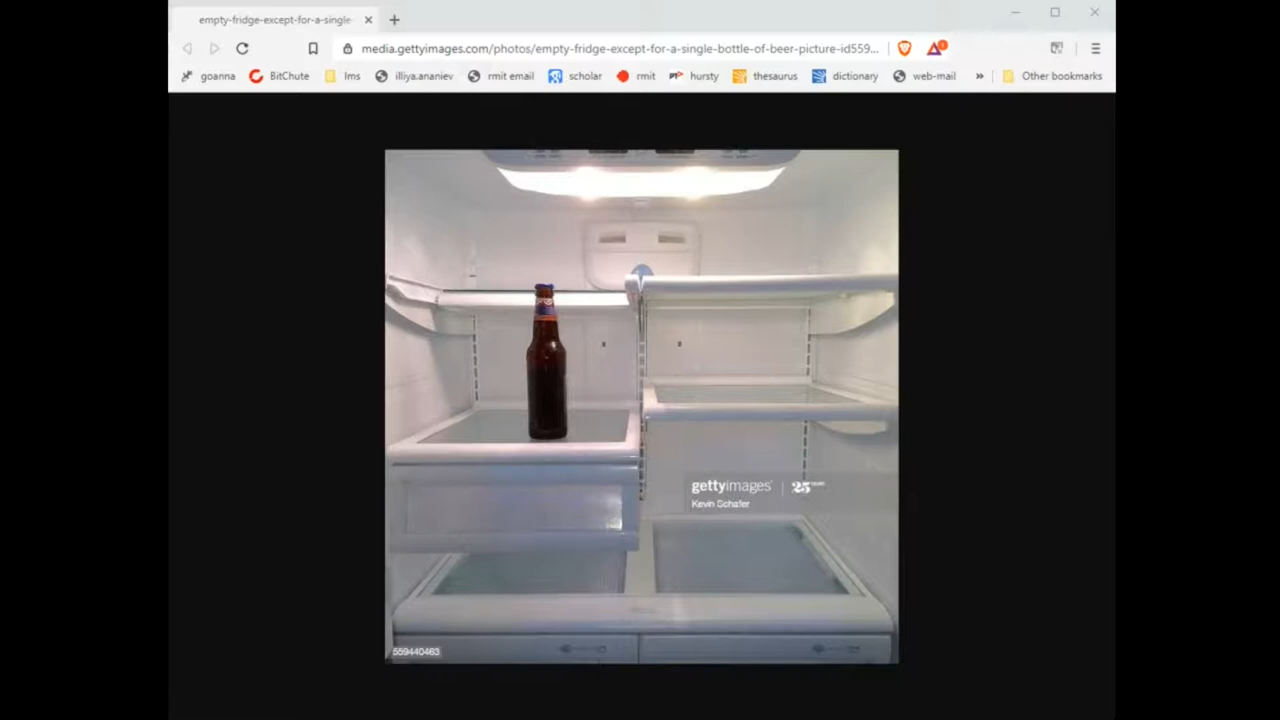 empty-fridge-except-for-a-single
media.gettyimages.com/photos/empty-fridge-except-for-a-single-bottle-of-beer-picture-id559...
goanna BitChute lms illiya.ananiev rmit email scholar rmit hursty thesaurus dictionary web-mail » Other bookmarks
gettyimages | 25 YEARS
Kevin Schafer
559440463